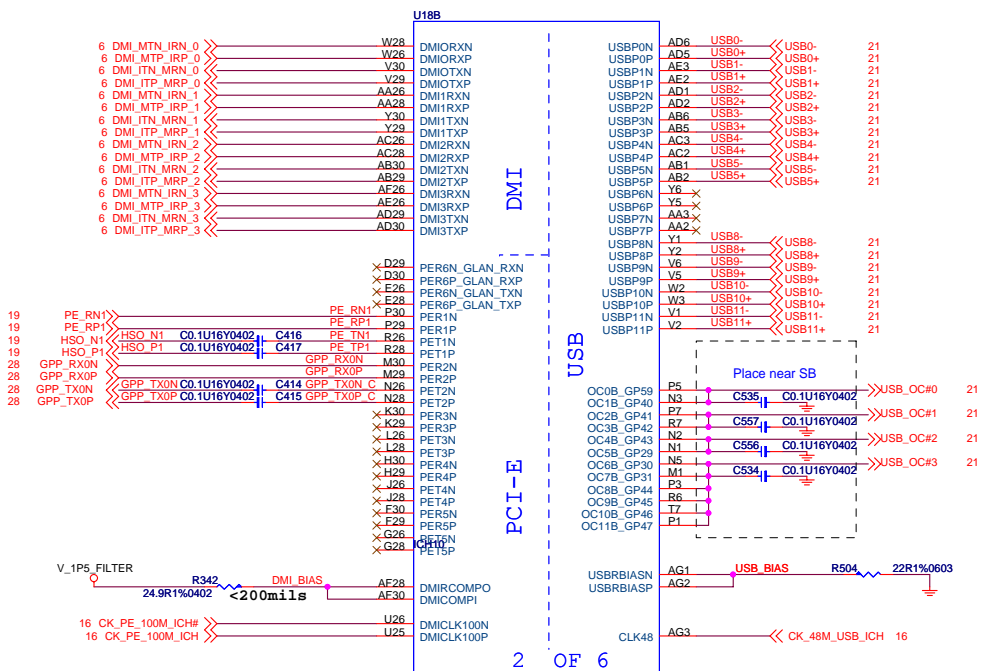 U18B
6 DMI_MTN_IRN_0 W28 DMI0RXN USBP0N AD6 USB0- USB0- 21
6 DMI_MTP_IRP_0 W26 DMI0RXP USBP0P AD5 USB0+ USB0+ 21
6 DMI_ITN_MRN_0 V30 DMI0TXN USBP1N AE3 USB1- USB1- 21
6 DMI_ITP_MRP_0 V29 DMI0TXP USBP1P AE2 USB1+ USB1+ 21
6 DMI_MTN_IRN_1 AA26 DMI1RXN USBP2N AD1 USB2- USB2- 21
6 DMI_MTP_IRP_1 AA28 DMI1RXP USBP2P AD2 USB2+ USB2+ 21
6 DMI_ITN_MRN_1 Y30 DMI1TXN USBP3N AB6 USB3- USB3- 21
6 DMI_ITP_MRP_1 Y29 DMI1TXP USBP3P AB5 USB3+ USB3+ 21
6 DMI_MTN_IRN_2 AC26 DMI2RXN USBP4N AC3 USB4- USB4- 21
6 DMI_MTP_IRP_2 AC28 DMI2RXP USBP4P AC2 USB4+ USB4+ 21
6 DMI_ITN_MRN_2 AB30 DMI2TXN USBP5N AB1 USB5- USB5- 21
6 DMI_ITP_MRP_2 AB29 DMI2TXP USBP5P AB2 USB5+ USB5+ 21
6 DMI_MTN_IRN_3 AF26 DMI3RXN USBP6N Y6
6 DMI_MTP_IRP_3 AE26 DMI3RXP USBP6P Y5
6 DMI_ITN_MRN_3 AD29 DMI3TXN USBP7N AA3
6 DMI_ITP_MRP_3 AD30 DMI3TXP USBP7P AA2
DMI
USBP8N Y1 USB8- USB8- 21
USBP8P Y2 USB8+ USB8+ 21
D29 PER6N_GLAN_RXN USBP9N V6 USB9- USB9- 21
D30 PER6P_GLAN_RXP USBP9P V5 USB9+ USB9+ 21
E26 PER6N_GLAN_TXN USBP10N W2 USB10- USB10- 21
E28 PER6P_GLAN_TXP USBP10P W3 USB10+ USB10+ 21
19 PE_RN1 PE_RN1 P30 PER1N USBP11N V1 USB11- USB11- 21
19 PE_RP1 PE_RP1 P29 PER1P USBP11P V2 USB11+ USB11+ 21
19 HSO_N1 HSO_N1 C0.1U16Y0402 C416 PE_TN1 R26 PET1N
19 HSO_P1 HSO_P1 C0.1U16Y0402 C417 PE_TP1 R28 PET1P
USB
28 GPP_RX0N GPP_RX0N M30 PER2N
28 GPP_RX0P GPP_RX0P M29 PER2P
Place near SB
28 GPP_TX0N GPP_TX0N C0.1U16Y0402 C414 GPP_TX0N_C N26 PET2N OC0B_GP59 P5 USB_OC#0 21
28 GPP_TX0P GPP_TX0P C0.1U16Y0402 C415 GPP_TX0P_C N28 PET2P OC1B_GP40 N3 C535 C0.1U16Y0402
K30 PER3N OC2B_GP41 P7 USB_OC#1 21
K29 PER3P OC3B_GP42 R7 C557 C0.1U16Y0402
L26 PET3N OC4B_GP43 N2 USB_OC#2 21
L28 PET3P OC5B_GP29 N1 C556 C0.1U16Y0402
H30 PER4N OC6B_GP30 N5 USB_OC#3 21
H29 PER4P OC7B_GP31 M1 C534 C0.1U16Y0402
J26 PET4N OC8B_GP44 P3
J28 PET4P OC9B_GP45 R6
F30 PER5N OC10B_GP46 T7
F29 PER5P OC11B_GP47 P1
G26 PET5N
G28 PET5P
ICH10
PCI-E
V_1P5_FILTER
R342 24.9R1%0402 DMI_BIAS <200mils
AF28 DMIRCOMPO USBRBIASN AG1 USB_BIAS R504 22R1%0603
AF30 DMICOMPI USBRBIASP AG2
16 CK_PE_100M_ICH# U26 DMICLK100N
16 CK_PE_100M_ICH U25 DMICLK100P CLK48 AG3 CK_48M_USB_ICH 16
2 OF 6